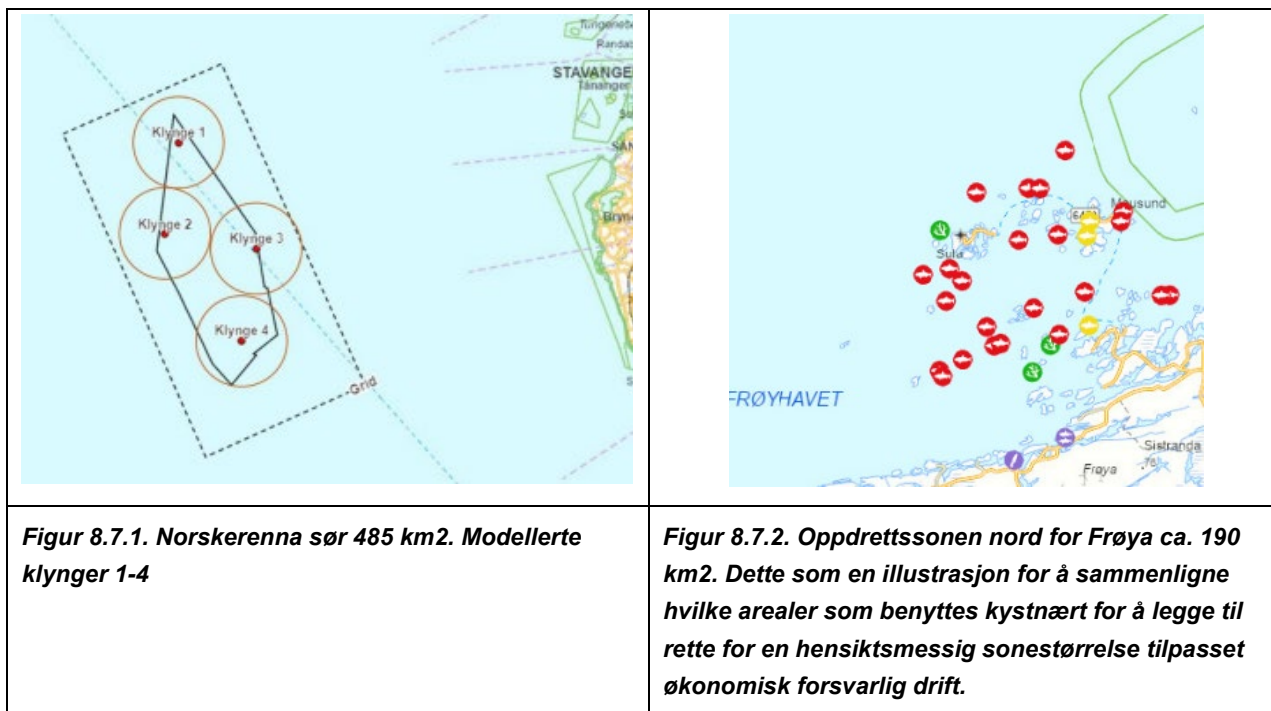 Tungenes
STAVANGE
Tananger
Klynge 1
Klynge 2
Klynge 3
Klynge 4
Grid
Sula
FRØYHAVET
Sistranda
Frøya
Figur 8.7.1. Norskerenna sør 485 km2. Modellerte
klynger 1-4
Figur 8.7.2. Oppdrettssonen nord for Frøya ca. 190
km2. Dette som en illustrasjon for å sammenligne
hvilke arealer som benyttes kystnært for å legge til
rette for en hensiktsmessig sonestørrelse tilpasset
økonomisk forsvarlig drift.